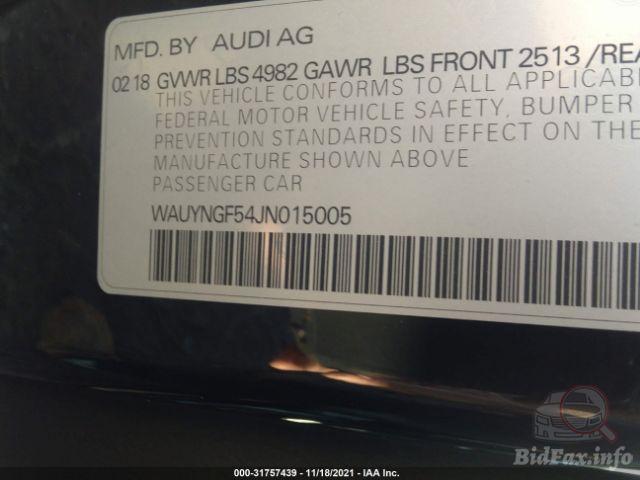 MFD. BY AUDI AG
02 18 GVWR LBS 4982 GAWR LBS FRONT 2513 /REA
THIS VEHICLE CONFORMS TO ALL APPLICABL
FEDERAL MOTOR VEHICLE SAFETY, BUMPER
PREVENTION STANDARDS IN EFFECT ON THE
MANUFACTURE SHOWN ABOVE
PASSENGER CAR
WAUYNGF54JN015005
BidFax.info
000-31757439 - 11/18/2021 - IAA Inc.